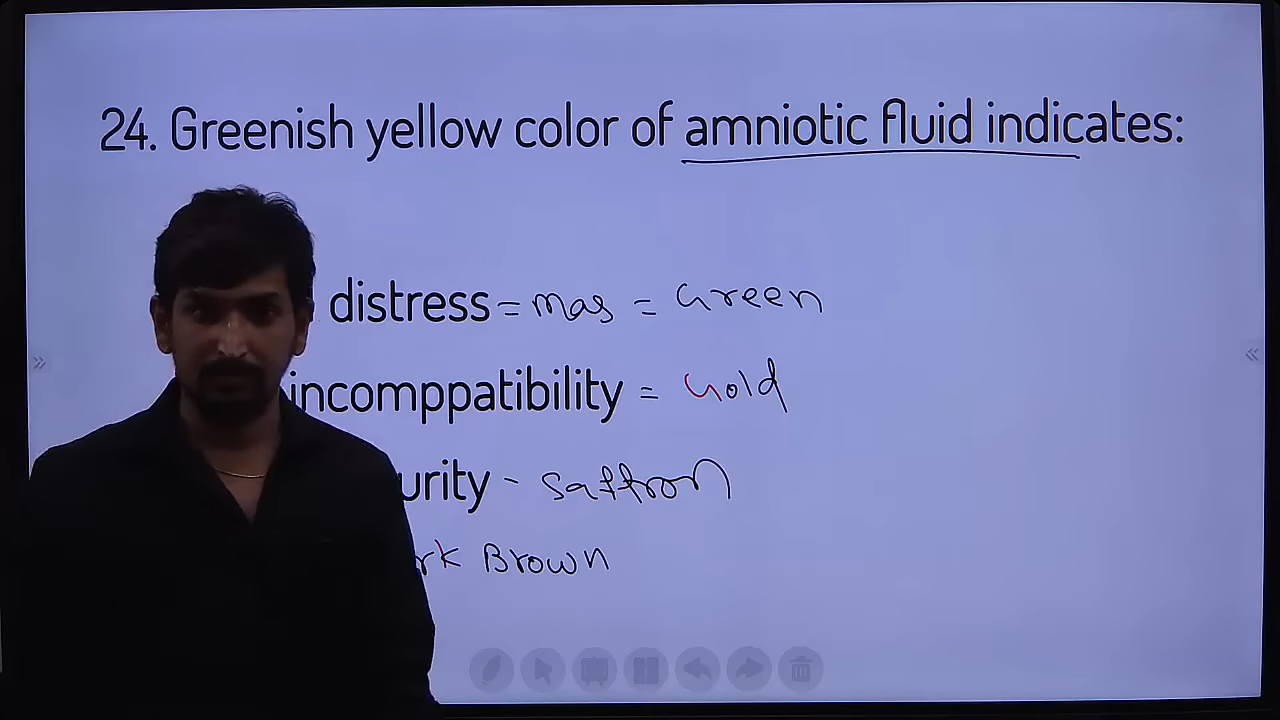 24. Greenish yellow color of amniotic fluid indicates:
distress = mas = Green
incomppatibility = Gold
urity - saffron
rk Brown